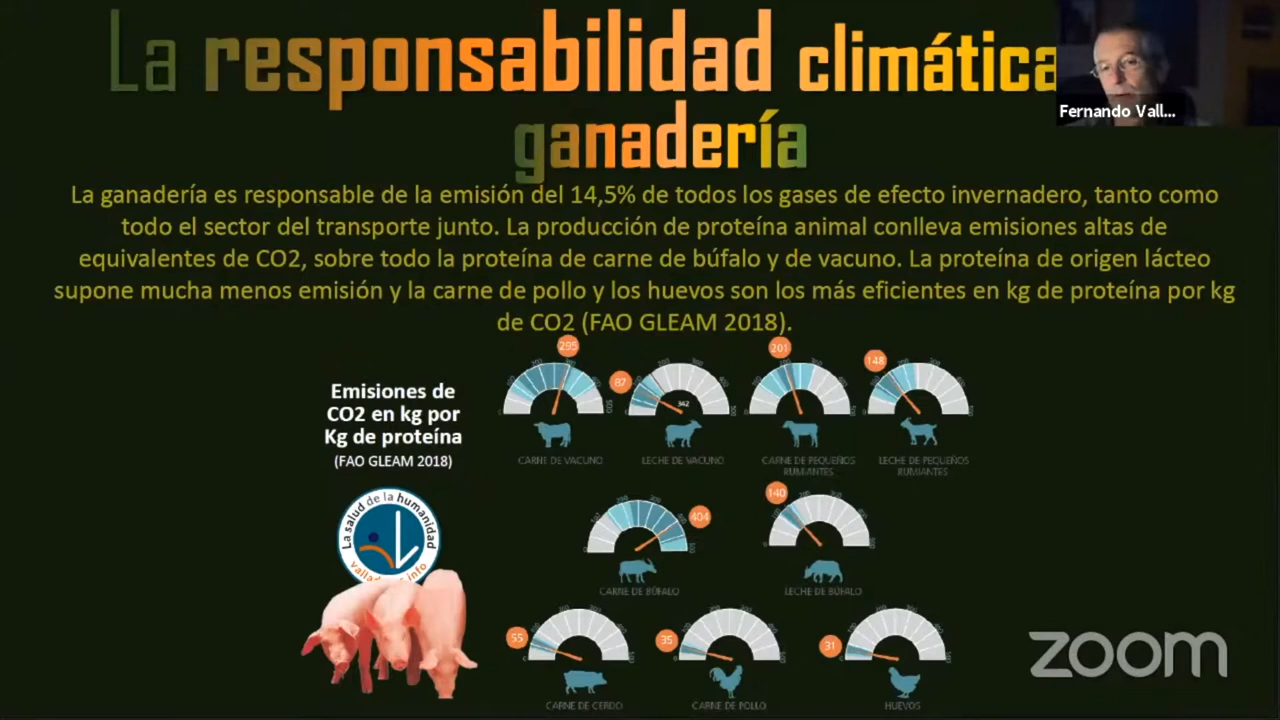 La responsabilidad climática
ganadería
Fernando Vall...
La ganadería es responsable de la emisión del 14,5% de todos los gases de efecto invernadero, tanto como
todo el sector del transporte junto. La producción de proteína animal conlleva emisiones altas de
equivalentes de CO2, sobre todo la proteína de carne de búfalo y de vacuno. La proteína de origen lácteo
supone mucha menos emisión y la carne de pollo y los huevos son los más eficientes en kg de proteína por kg
de CO2 (FAO GLEAM 2018).
Emisiones de
CO2 en kg por
Kg de proteína
(FAO GLEAM 2018)
295
87
342
201
148
CARNE DE VACUNO
LECHE DE VACUNO
CARNE DE PEQUEÑOS
RUMIANTES
LECHE DE PEQUEÑOS
RUMIANTES
La salud de la humanidad
404
140
CARNE DE BÚFALO
LECHE DE BÚFALO
55
35
31
CARNE DE CERDO
CARNE DE POLLO
HUEVOS
zoom